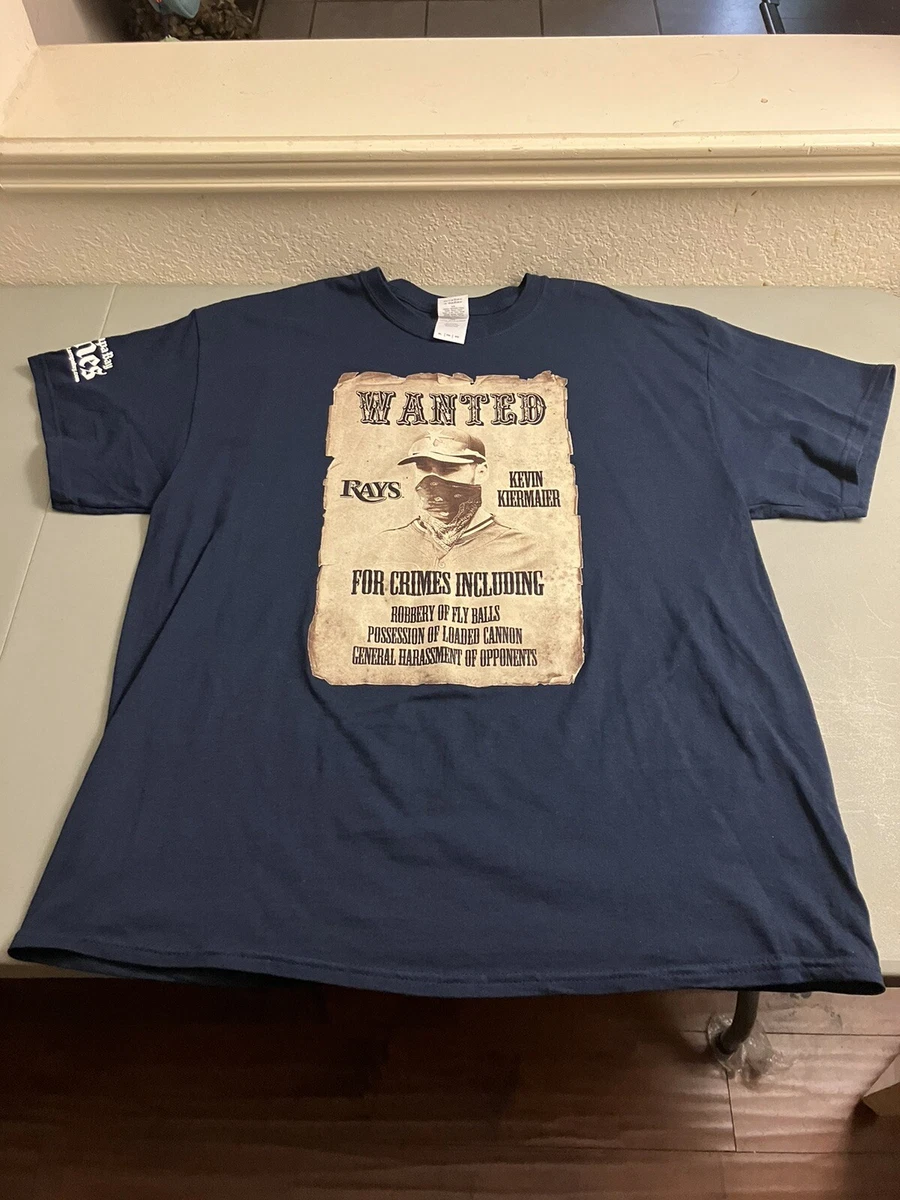 WANTED
RAYS
KEVIN
KIERMAIER
FOR CRIMES INCLUDING
ROBBERY OF FLY BALLS
POSSESSION OF LOADED CANNON
GENERAL HARASSMENT OF OPPONENTS